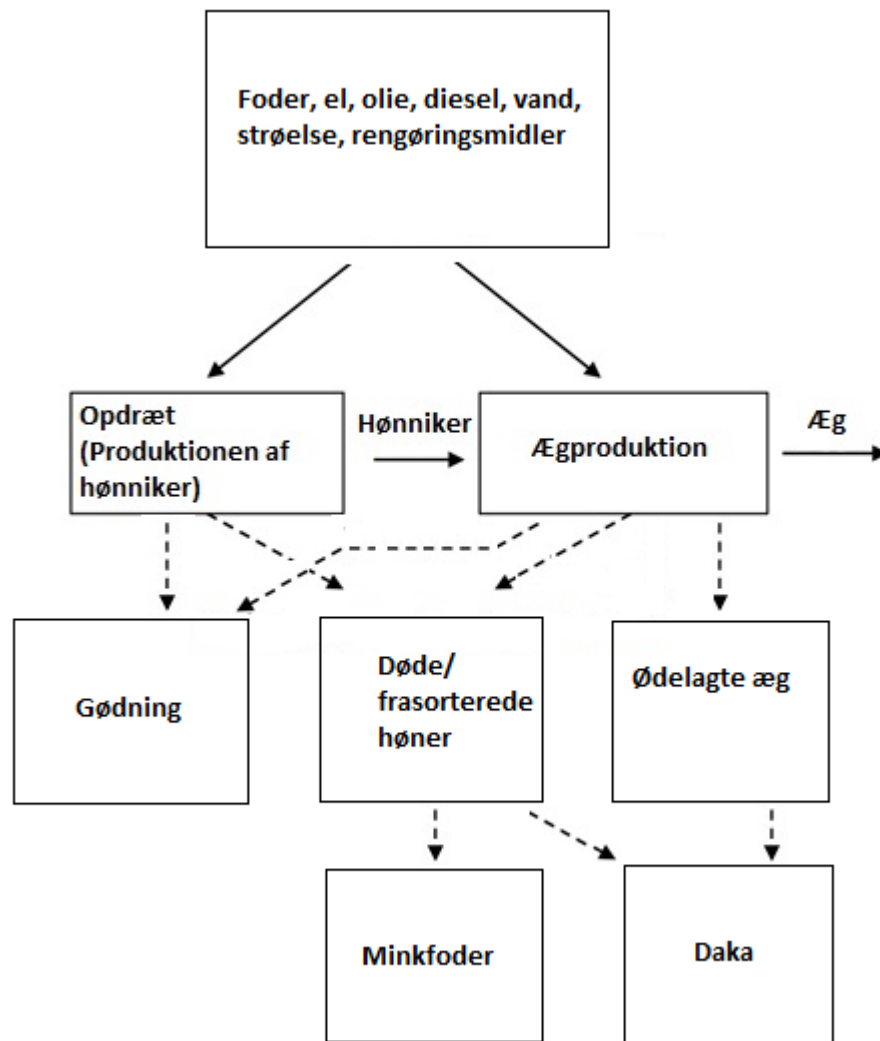 Foder, el, olie, diesel, vand,
strøelse, rengøringsmidler
Opdræt
(Produktionen af
hønniker)
Hønniker
Ægproduktion
Æg
Gødning
Døde/
frasorterede
høner
Ødelagte æg
Minkfoder
Daka